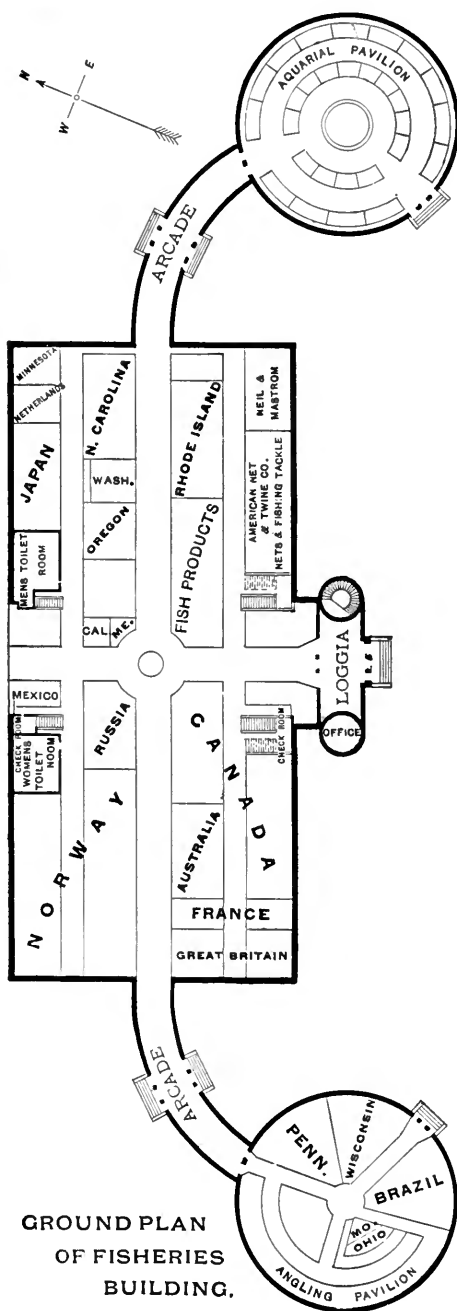 N
A
E
W
AQUARIAL PAVILION
ARCADE
MINNESOTA
NETHERLANDS
JAPAN
MENS TOILET
ROOM
N. CAROLINA
WASH.
OREGON
CAL.
ME.
RHODE ISLAND
FISH PRODUCTS
NEIL &
MASTROM
AMERICAN NET
& TWINE CO.
NETS & FISHING TACKLE
LOGGIA
OFFICE
MEXICO
CHECK ROOM
WOMENS
TOILET
ROOM
RUSSIA
NORWAY
CANADA
CHECK ROOM
AUSTRALIA
FRANCE
GREAT BRITAIN
ARCADE
PENN.
WISCONSIN
BRAZIL
MO.
OHIO
ANGLING PAVILION
GROUND PLAN
OF FISHERIES
BUILDING.